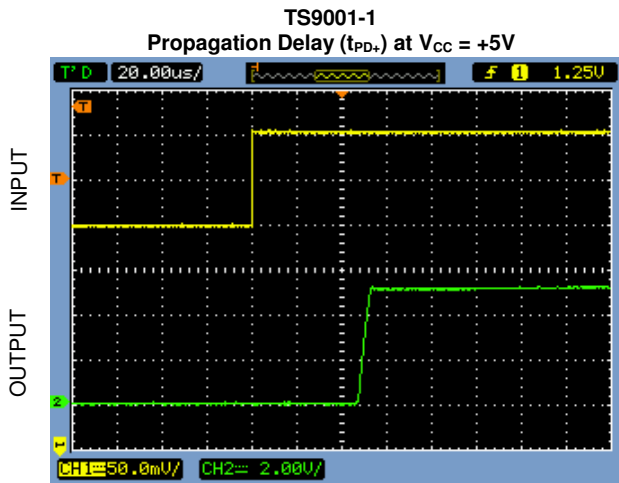 TS9001-1
Propagation Delay (tPD+) at VCC = +5V
T'D 20.00us/ 1 1.25V
T
INPUT
T
OUTPUT
2
1
CH1 50.0mV/ CH2 2.00V/